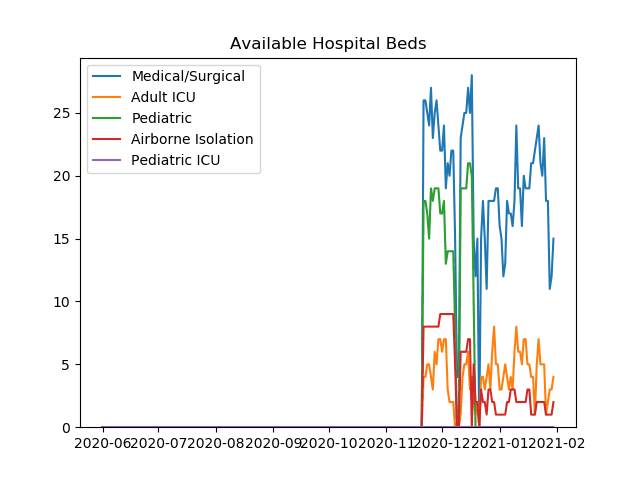 Available Hospital Beds
Medical/Surgical
Adult ICU
Pediatric
Airborne Isolation
Pediatric ICU
25
20
15
10
5
0
2020-06 2020-07 2020-08 2020-09 2020-10 2020-11 2020-12 2021-01 2021-02